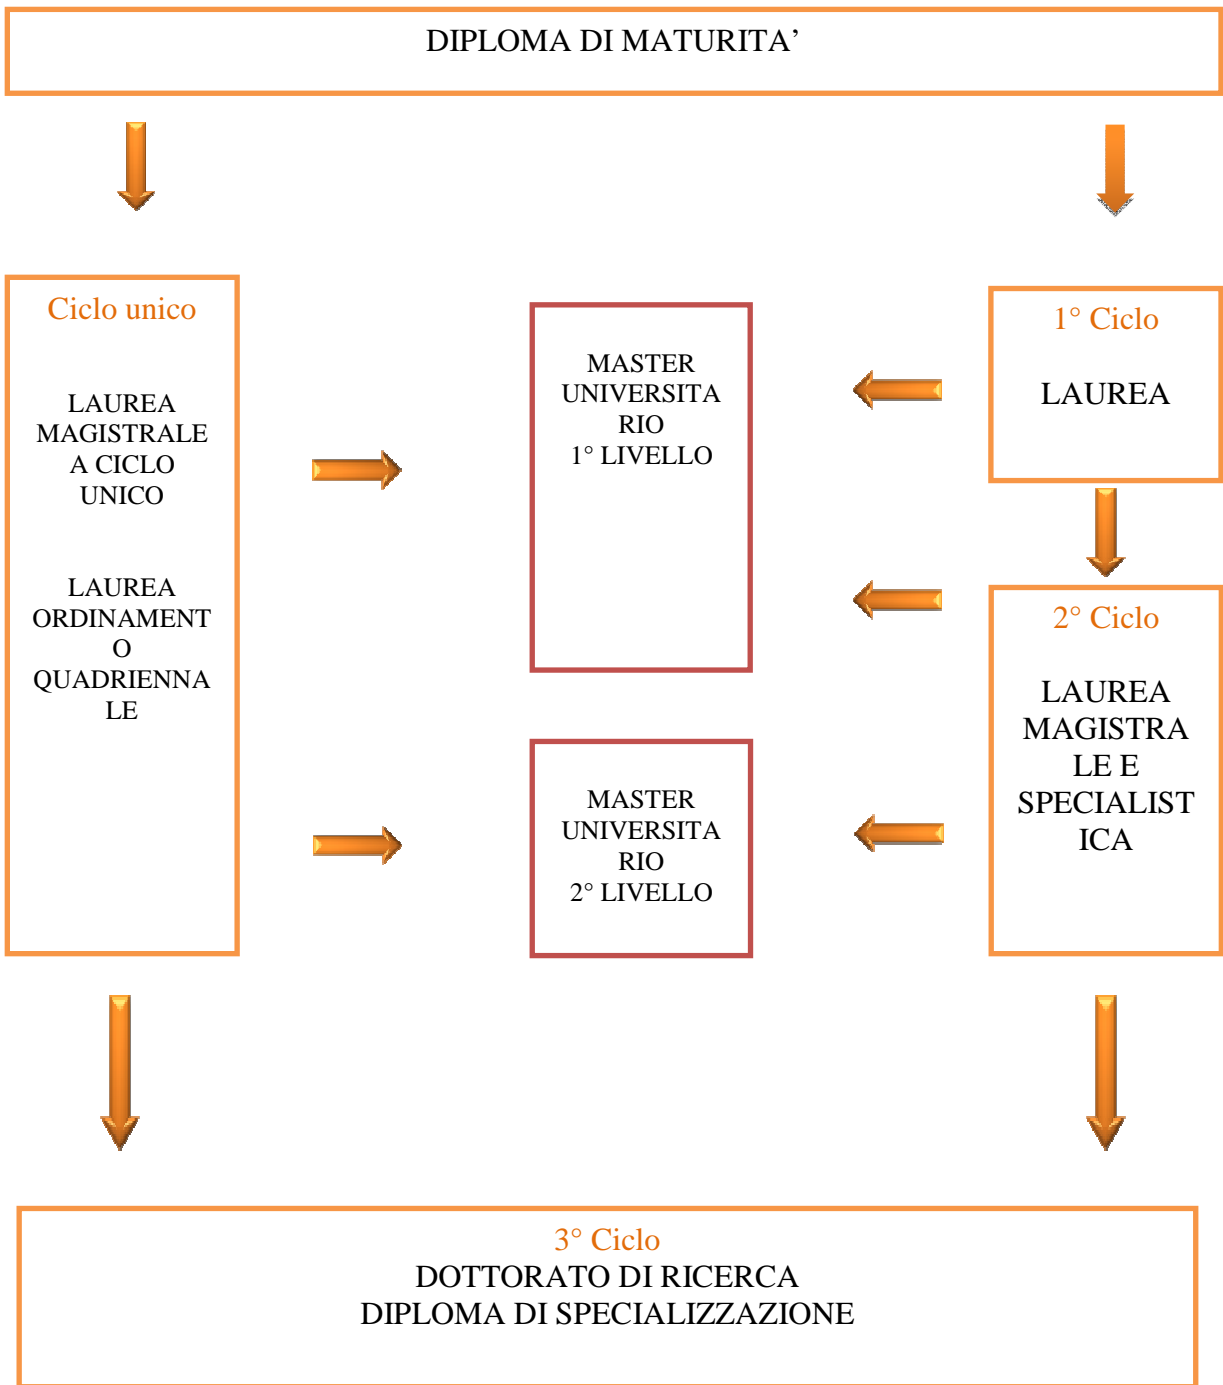 DIPLOMA DI MATURITA’
Ciclo unico
LAUREA
MAGISTRALE
A CICLO
UNICO
LAUREA
ORDINAMENT
O
QUADRIENNA
LE
MASTER
UNIVERSITA
RIO
1° LIVELLO
MASTER
UNIVERSITA
RIO
2° LIVELLO
1° Ciclo
LAUREA
2° Ciclo
LAUREA
MAGISTRA
LE E
SPECIALIST
ICA
3° Ciclo
DOTTORATO DI RICERCA
DIPLOMA DI SPECIALIZZAZIONE